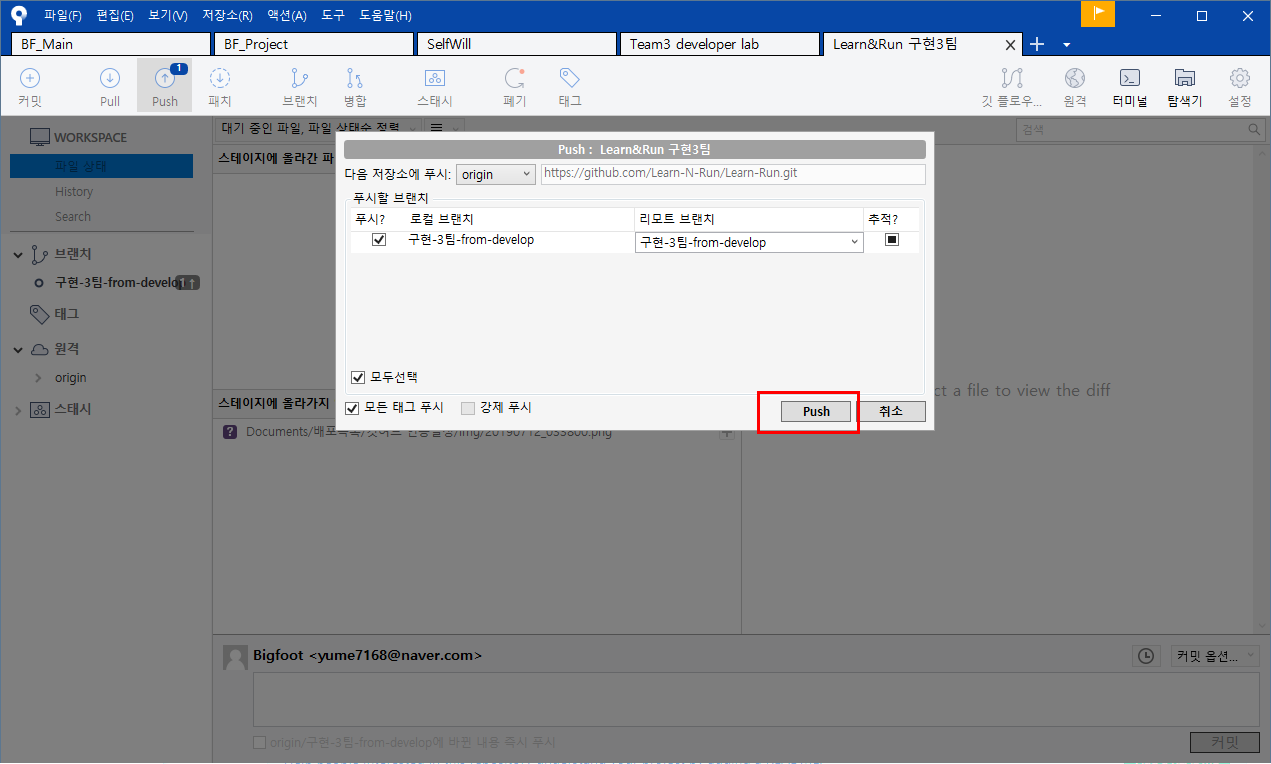 파일(F) 편집(E) 보기(V) 저장소(R) 액션(A) 도구 도움말(H)
BF_Main BF_Project SelfWill Team3 developer lab Learn&Run 구현3팀
1
커밋 Pull Push 패치 브랜치 병합 스태시 폐기 태그 깃 플로우... 원격 터미널 탐색기 설정
WORKSPACE
파일 상태
History
Search
브랜치
구현-3팀-from-develop 1
태그
원격
origin
스태시
대기 중인 파일, 파일 상태순 정렬
검색
스테이지에 올라간 파
Push : Learn&Run 구현3팀
다음 저장소에 푸시: origin https://github.com/Learn-N-Run/Learn-Run.git
푸시할 브랜치
푸시? 로컬 브랜치 리모트 브랜치 추적?
구현-3팀-from-develop 구현-3팀-from-develop
모두선택
모든 태그 푸시 강제 푸시 Push 취소
ct a file to view the diff
스테이지에 올라가지
? Documents/
Bigfoot <yume7168@naver.com>
커밋 옵션...
origin/구현-3팀-from-develop에 바뀐 내용 즉시 푸시
커밋